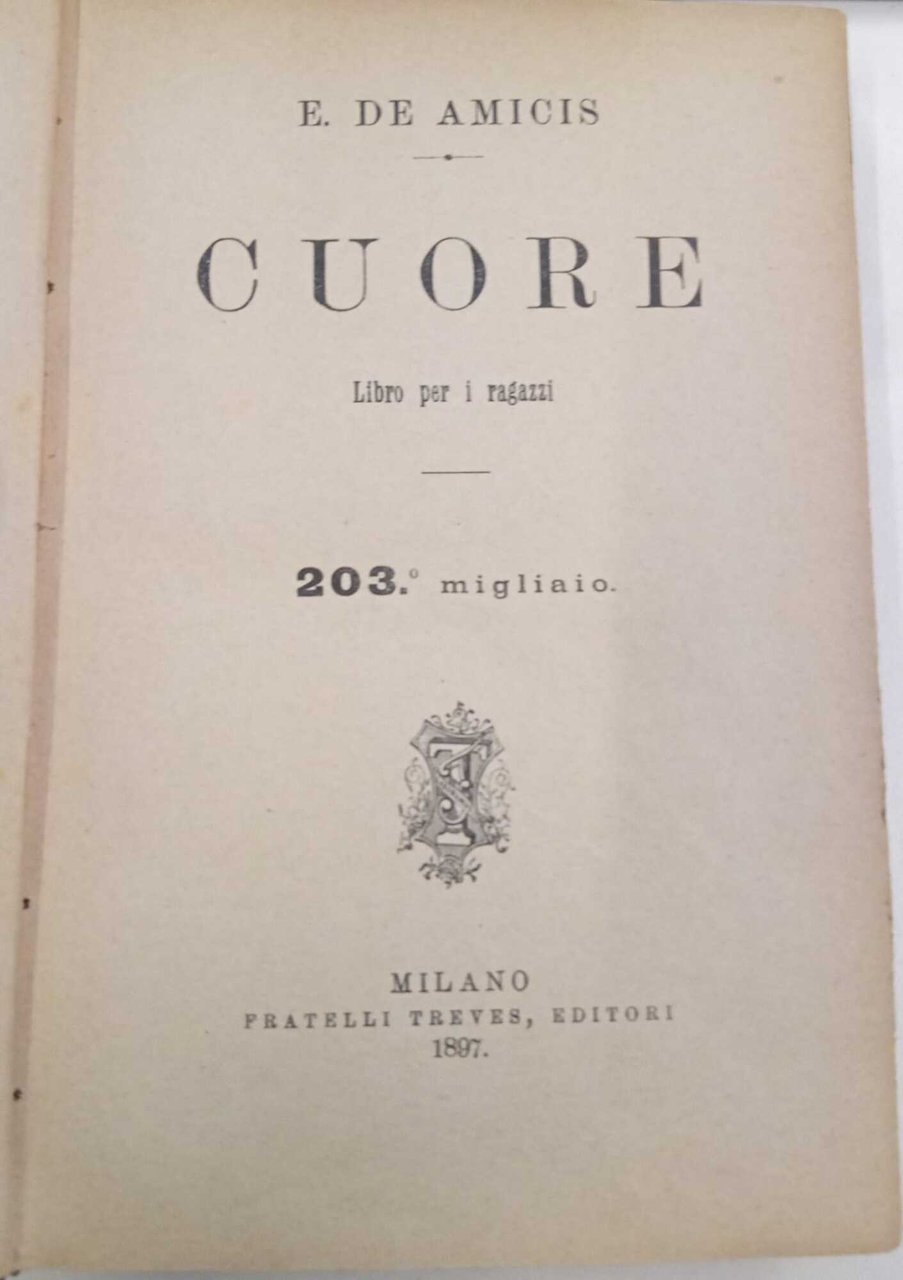 E. DE AMICIS
CUORE
Libro per i ragazzi
203.º migliaio.
MILANO
FRATELLI TREVES, EDITORI
1897.